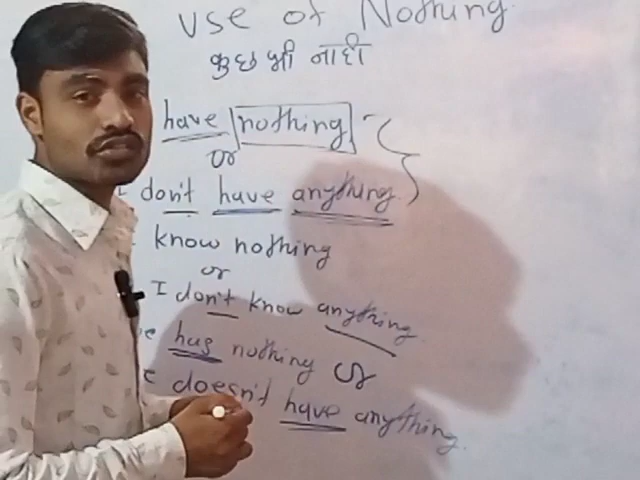 Use of Nothing
कुछ भी नाही
have nothing
or
I don't have anything.
know nothing
or
I don't know anything.
has nothing or
doesn't have anything.